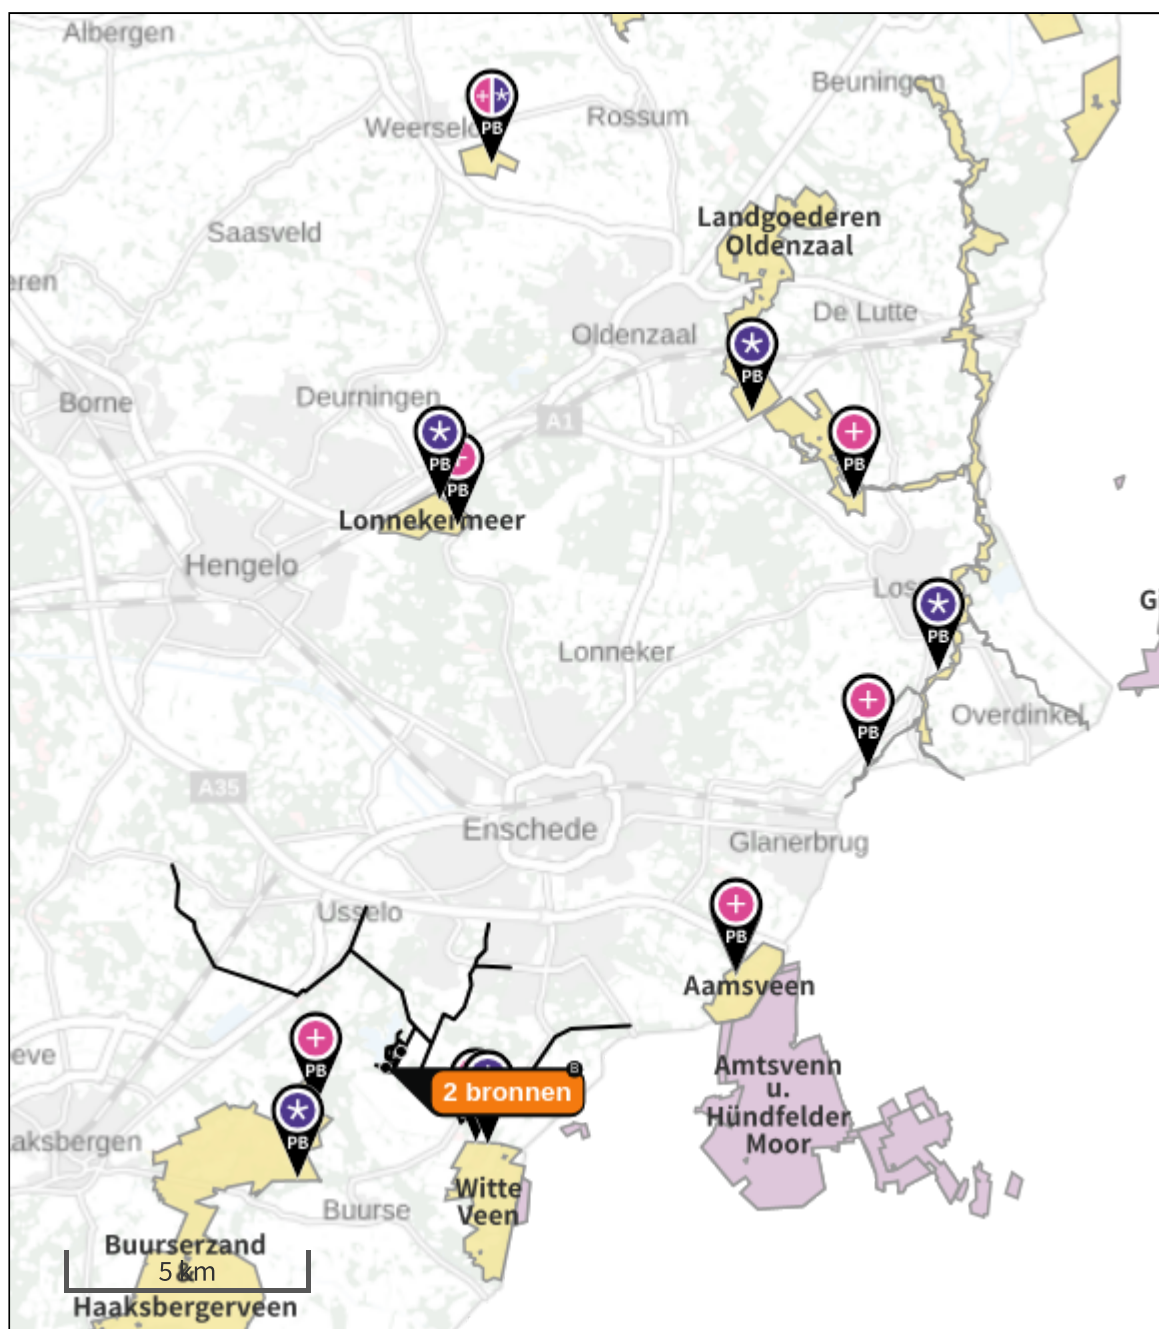 Albergen
Beuningen
Rossum
Weersel
PB
Landgoederen
Oldenzaal
Saasveld
eren
De Lutte
Oldenzaal
PB
Deurningen
Borne
A1
PB
PB
PB
Lonnekermeer
Hengelo
Los
G
PB
Lonneker
Overdinkel
PB
A35
Enschede
Glanerbrug
Usselo
PB
Aamsveen
eve
PB
Amtsvenn
u.
Hündfelder
Moor
B
2 bronnen
PB
aaksbergen
Witte
Veen
Buurse
Buurserzand
&
5 km
Haaksbergerveen